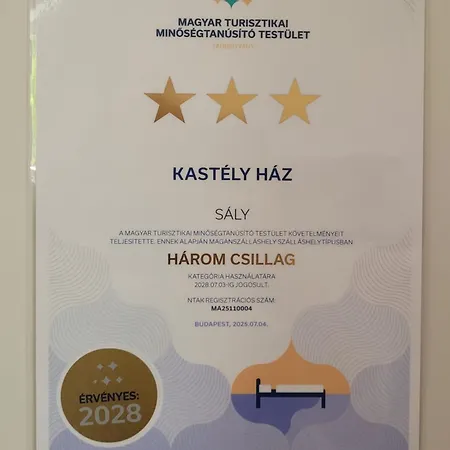 MAGYAR TURISZTIKAI
MINŐSÉGTANÚSÍTÓ TESTÜLET
KASTÉLY HÁZ
SÁLY
A MAGYAR TURISZTIKAI MINŐSÉGTANÚSÍTÓ TESTÜLET KÖVETELMÉNYEIT
TELJESÍTETTE, ENNEK ALAPJÁN MAGÁNSZÁLLÁSHELY SZÁLLÁSHELYTÍPUSBAN
HÁROM CSILLAG
KATEGÓRIA HASZNÁLATÁRA
2028.07.03-IG JOGOSULT.
NTAK REGISZTRÁCIÓS SZÁM:
MA25110004
BUDAPEST, 2025.07.04.
ÉRVÉNYES:
2028